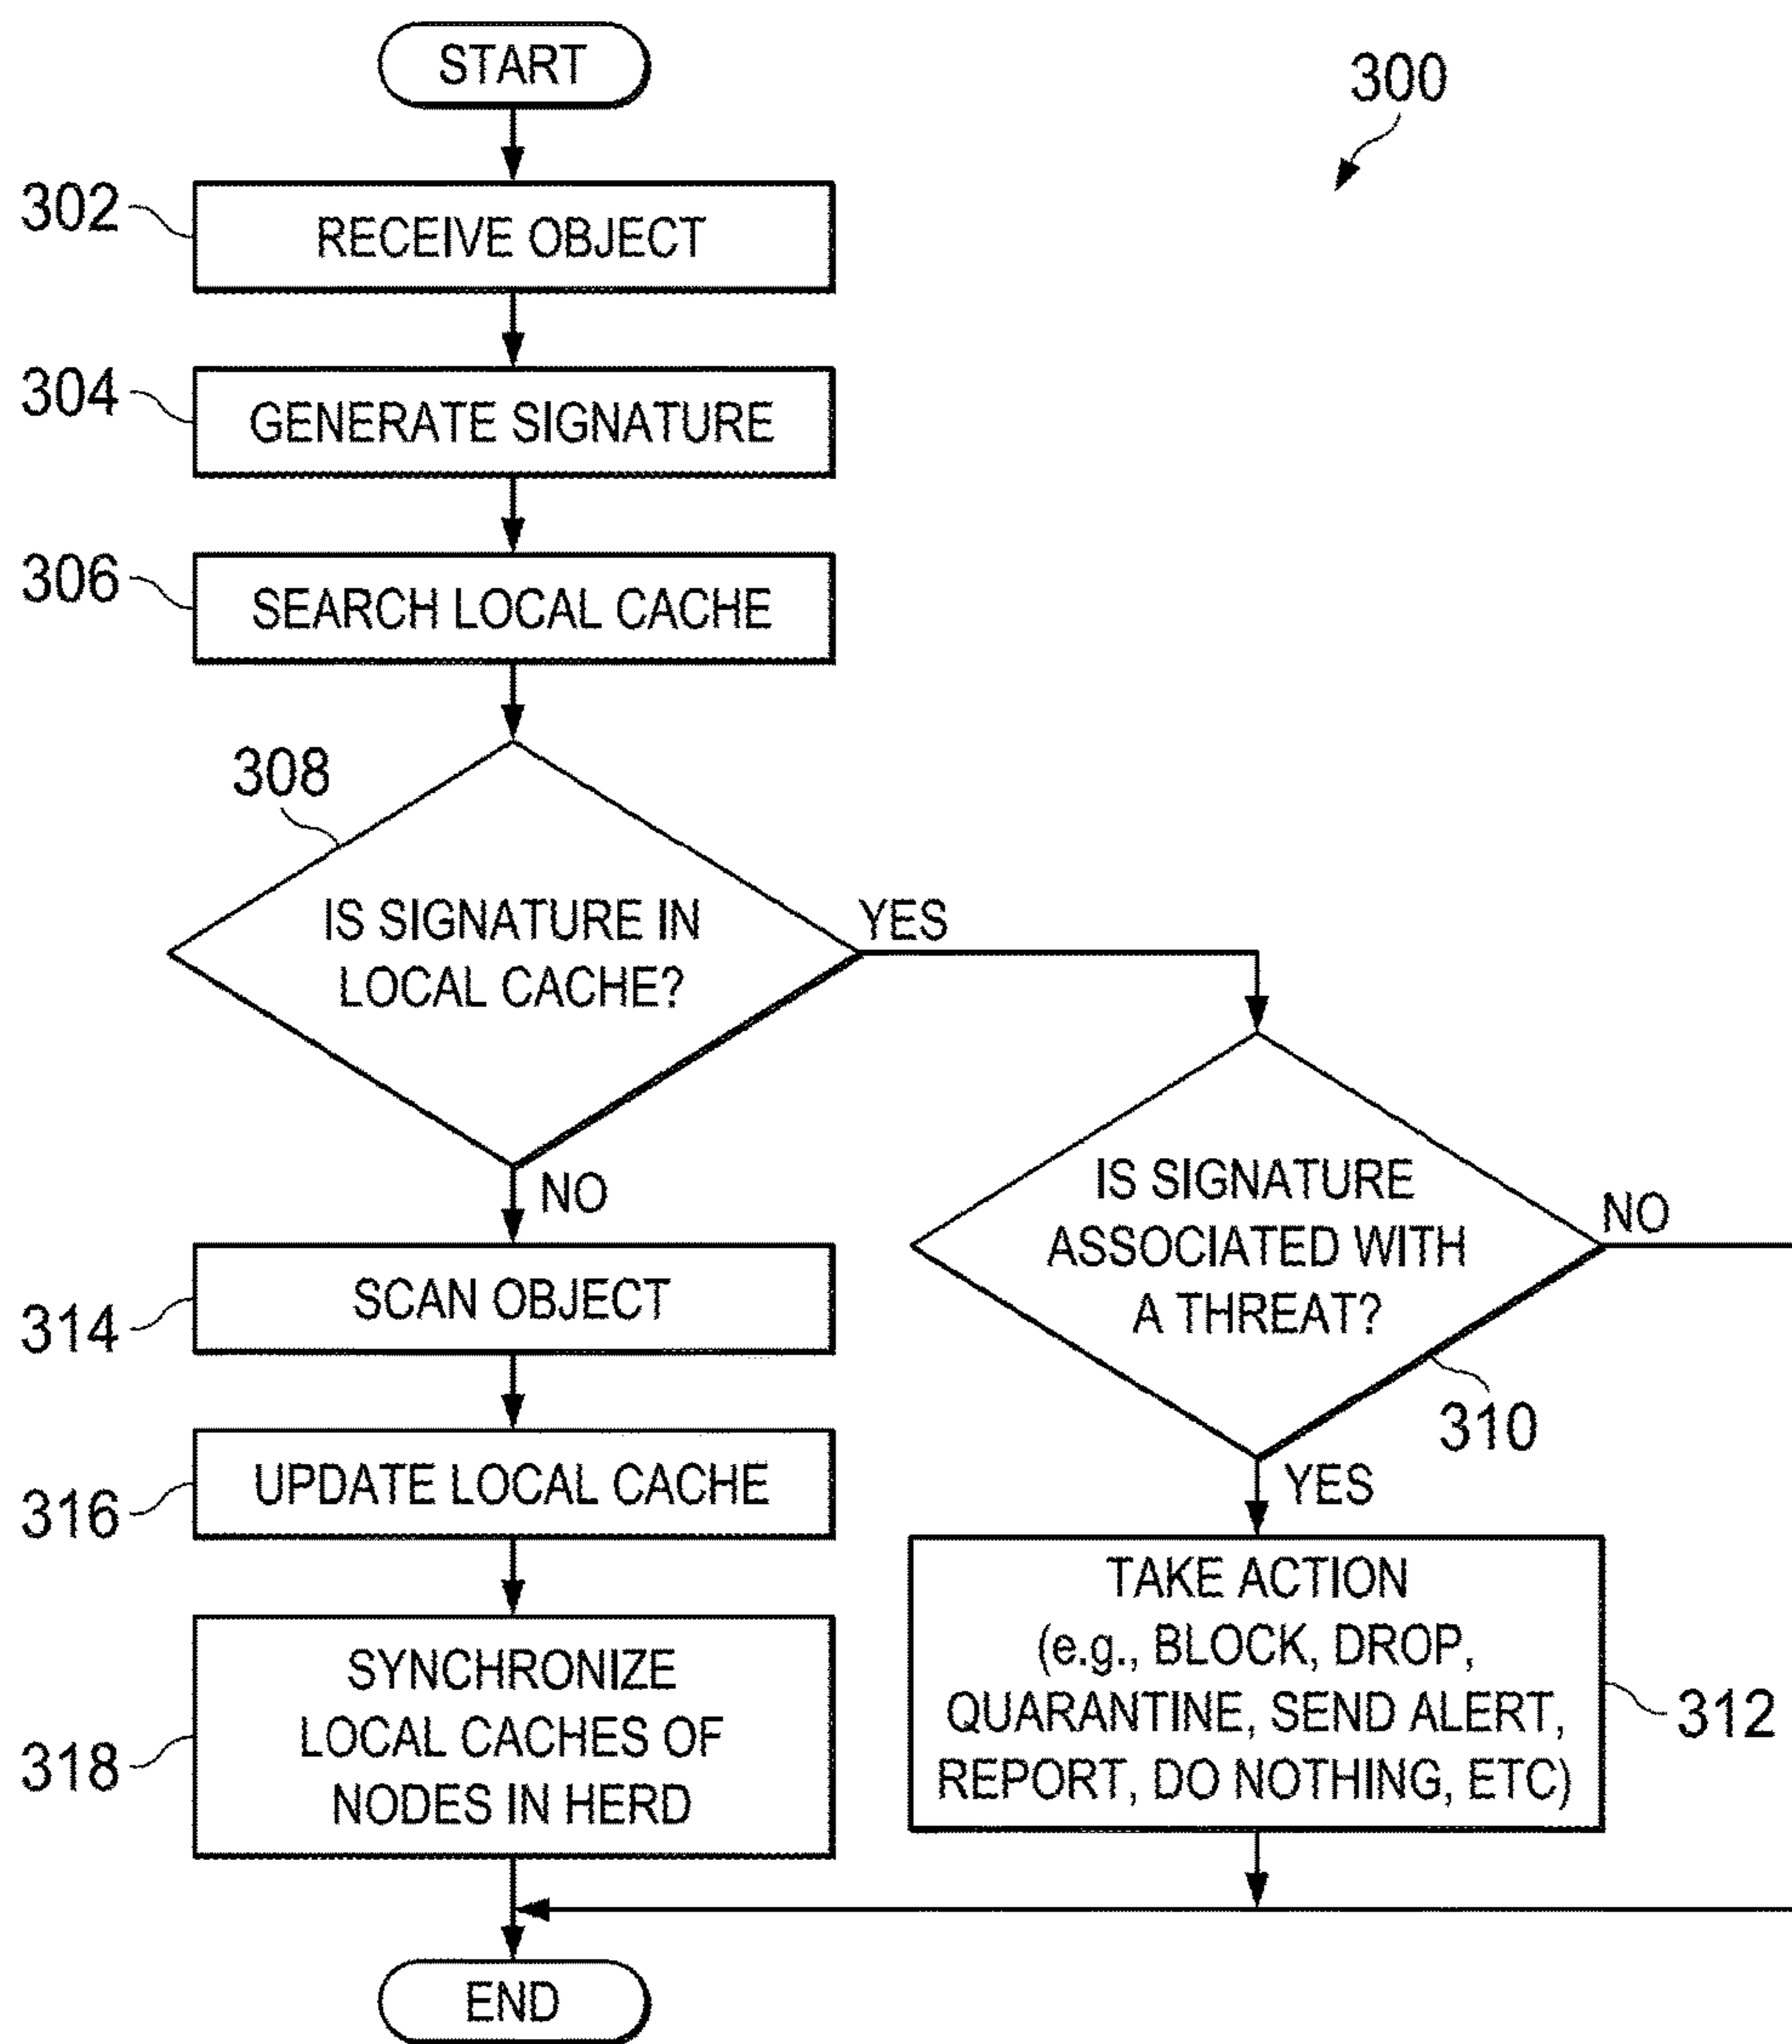 START
300
302
RECEIVE OBJECT
304
GENERATE SIGNATURE
306
SEARCH LOCAL CACHE
308
IS SIGNATURE IN
LOCAL CACHE?
YES
NO
IS SIGNATURE
ASSOCIATED WITH
A THREAT?
NO
310
YES
314
SCAN OBJECT
316
UPDATE LOCAL CACHE
TAKE ACTION
(e.g., BLOCK, DROP,
QUARANTINE, SEND ALERT,
REPORT, DO NOTHING, ETC)
312
318
SYNCHRONIZE
LOCAL CACHES OF
NODES IN HERD
END